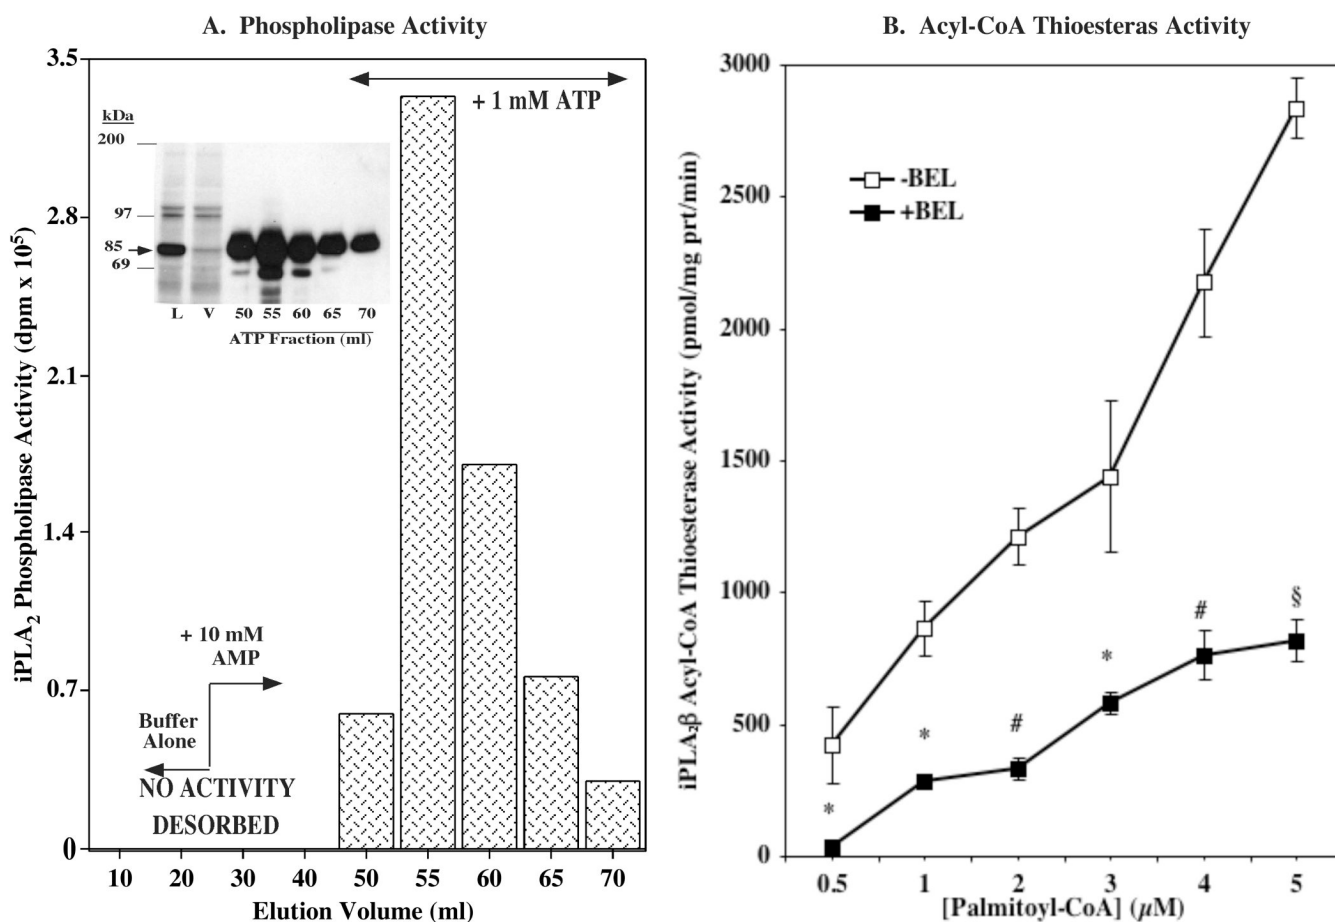 A. Phospholipase Activity
3.5
2.8
2.1
1.4
0.7
0
iPLA₂ Phospholipase Activity (dpm x 10⁵)
+ 1 mM ATP
kDa
200
97
85
69
L V 50 55 60 65 70
ATP Fraction (ml)
+ 10 mM
AMP
Buffer
Alone
NO ACTIVITY
DESORBED
10 20 30 40 50 55 60 65 70
Elution Volume (ml)
B. Acyl-CoA Thioesteras Activity
3000
2500
2000
1500
1000
500
0
iPLA₂β Acyl-CoA Thioesterase Activity (pmol/mg prt/min)
-BEL
+BEL
* * # * # §
0.5 1 2 3 4 5
[Palmitoyl-CoA] (µM)